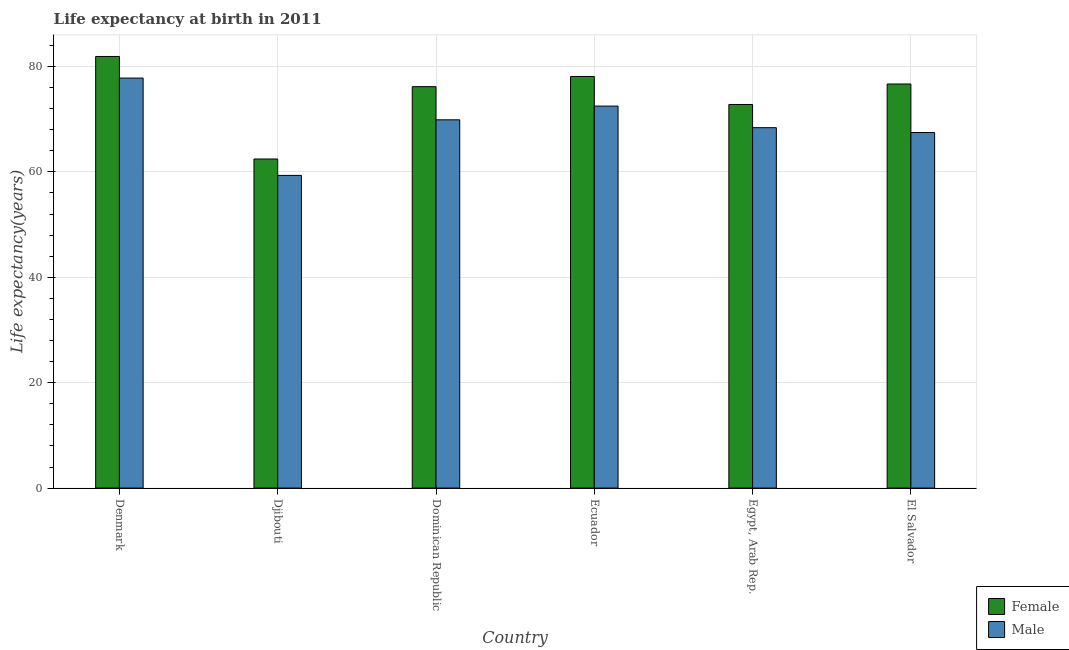 Life expectancy at birth in 2011
Life expectancy(years)
80
60
40
20
0
Denmark
Djibouti
Dominican Republic
Ecuador
Egypt, Arab Rep.
El Salvador
Country
Female
Male